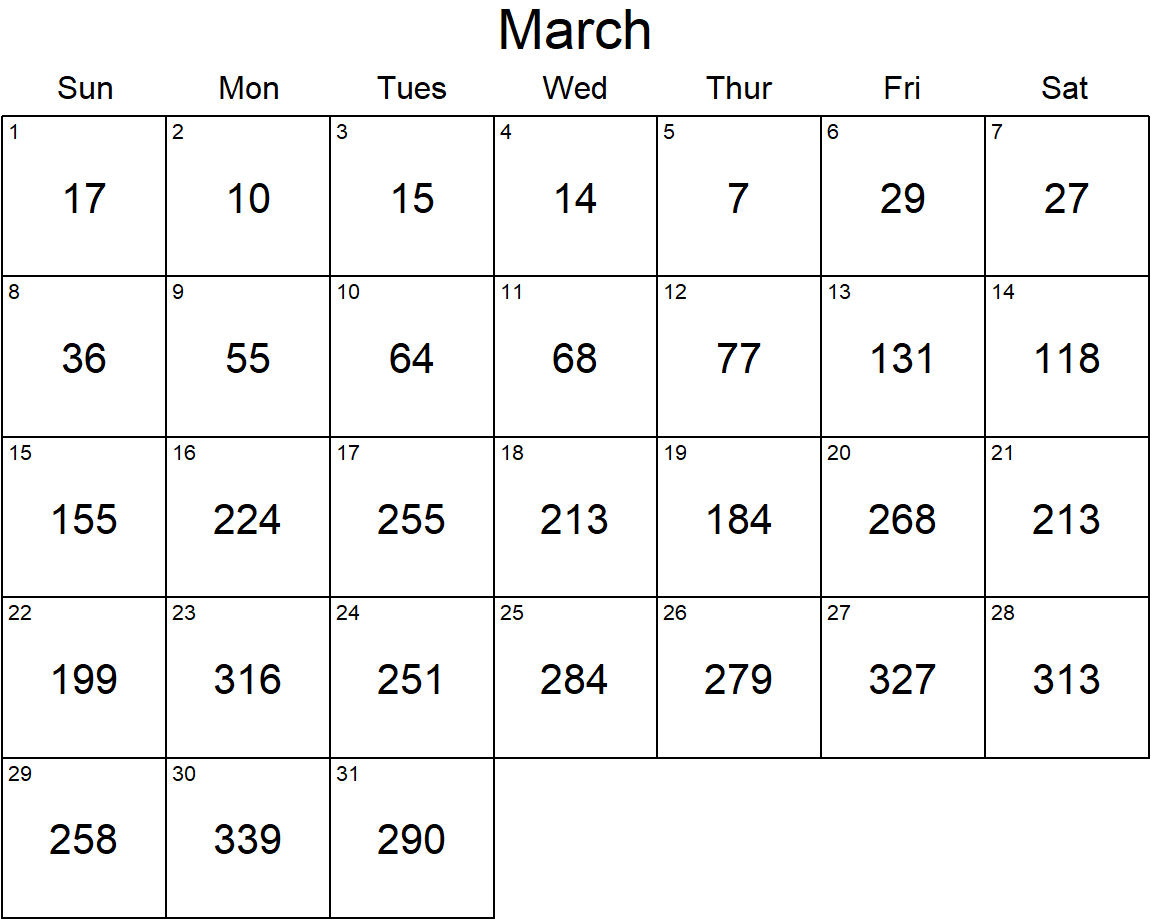 March
Sun Mon Tues Wed Thur Fri Sat
1 2 3 4 5 6 7
17 10 15 14 7 29 27
8 9 10 11 12 13 14
36 55 64 68 77 131 118
15 16 17 18 19 20 21
155 224 255 213 184 268 213
22 23 24 25 26 27 28
199 316 251 284 279 327 313
29 30 31
258 339 290